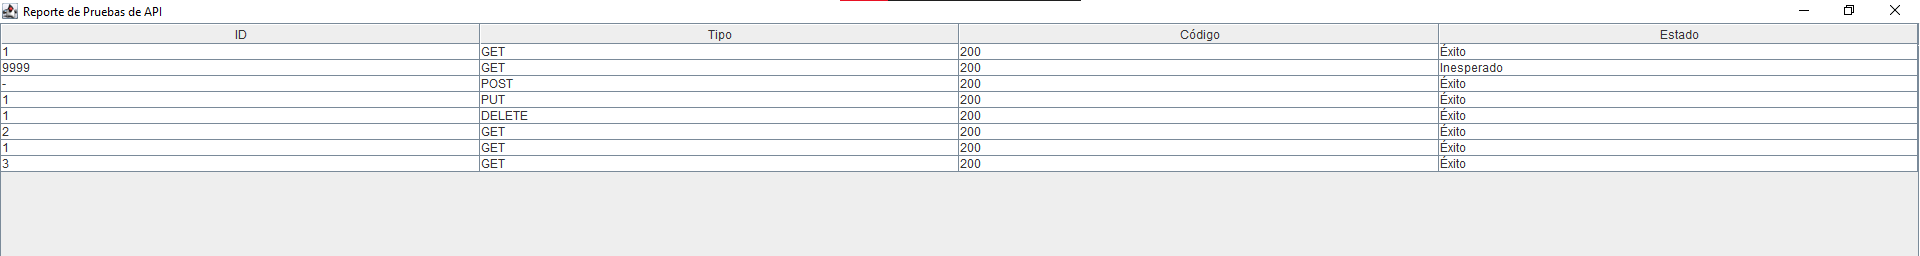 Reporte de Pruebas de API
ID Tipo Código Estado
1 GET 200 Éxito
9999 GET 200 Inesperado
- POST 200 Éxito
1 PUT 200 Éxito
1 DELETE 200 Éxito
2 GET 200 Éxito
1 GET 200 Éxito
3 GET 200 Éxito